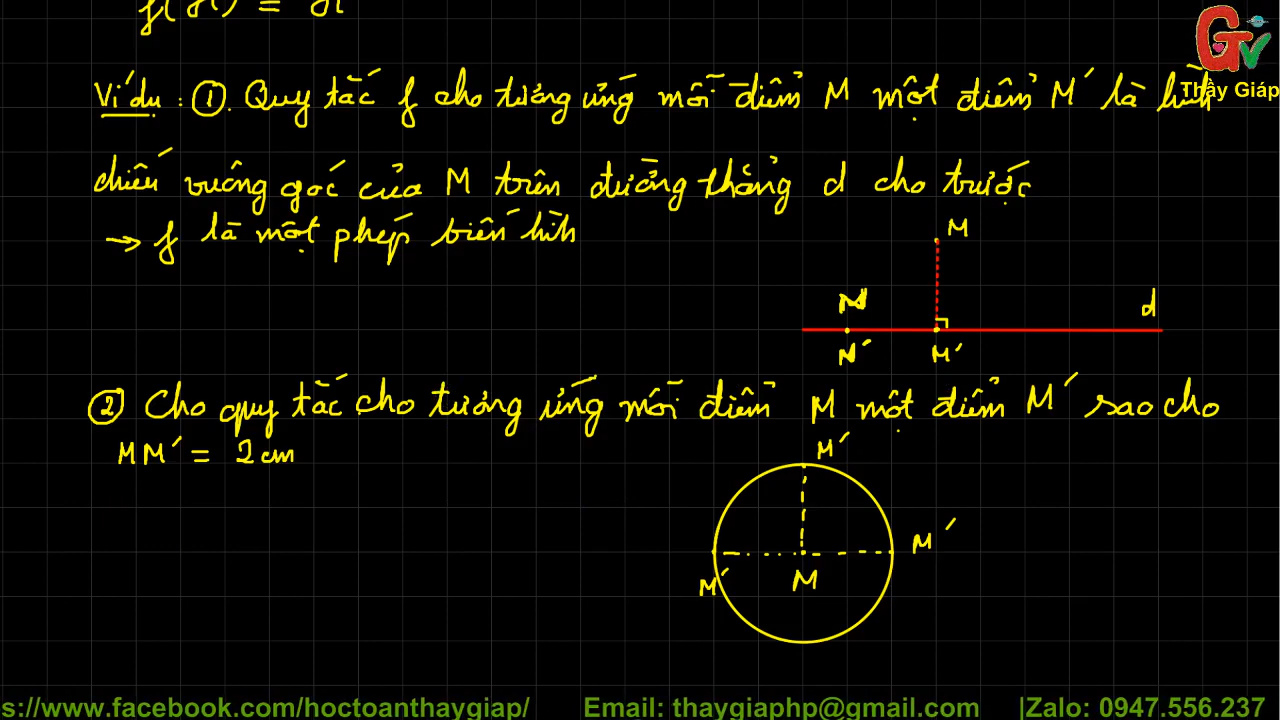 f(M) = M
GTV
Thầy Giáp
Ví dụ : ①. Quy tắc f cho tương ứng mỗi điểm M một điểm M' là hình
chiếu vuông góc của M trên đường thẳng d cho trước
→ f là một phép biến hình
M
N
d
N'
M'
② Cho quy tắc cho tương ứng mỗi điểm M một điểm M' sao cho
MM' = 2cm
M'
M'
M'
M
s://www.facebook.com/hoctoanthaygiap/ Email: thaygiaphp@gmail.com |Zalo: 0947.556.237